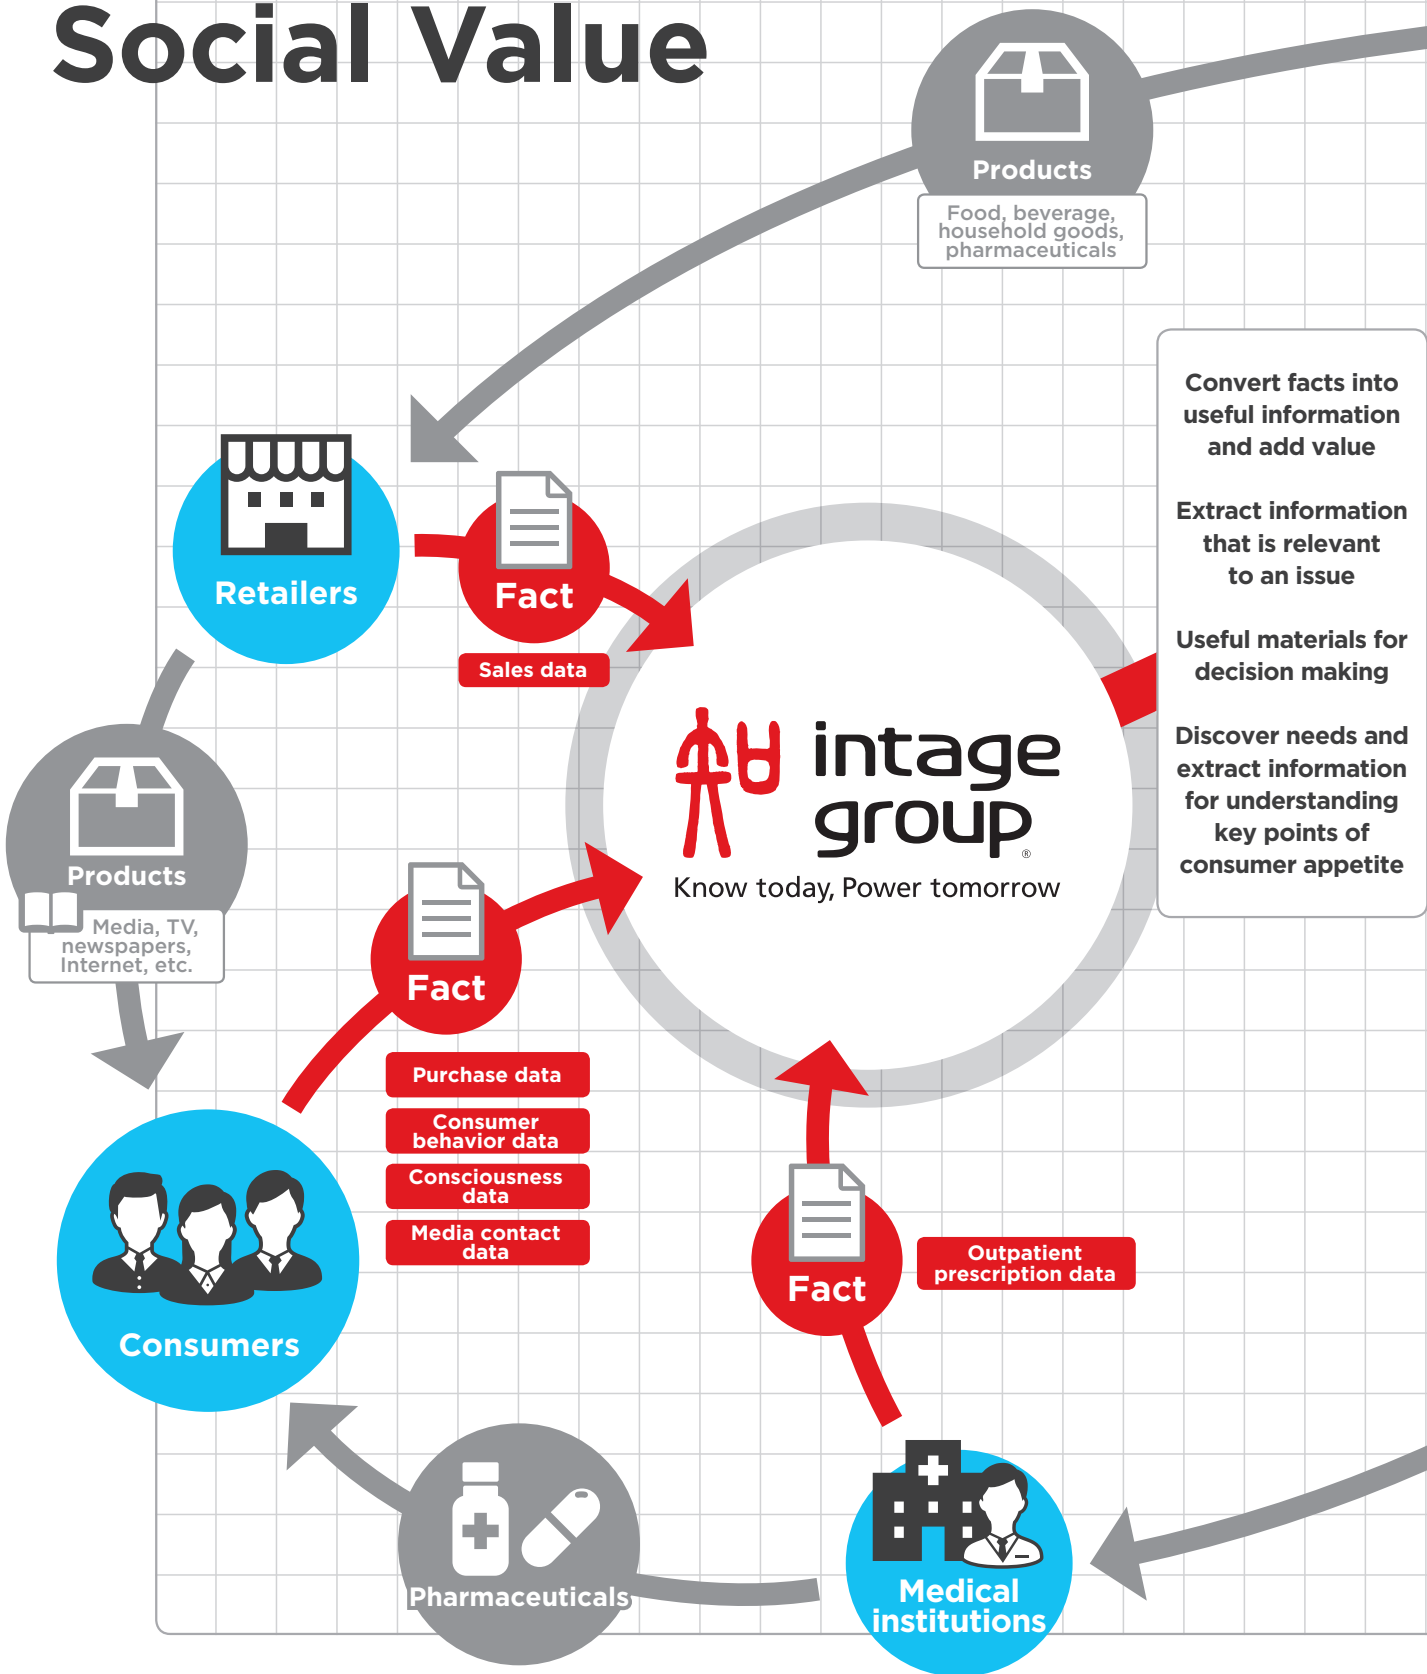 Social Value
Products
Food, beverage,
household goods,
pharmaceuticals
Convert facts into
useful information
and add value
Extract information
that is relevant
to an issue
Useful materials for
decision making
Discover needs and
extract information
for understanding
key points of
consumer appetite
Retailers
Fact
Sales data
intage
group®
Know today, Power tomorrow
Products
Media, TV,
newspapers,
Internet, etc.
Fact
Purchase data
Consumer
behavior data
Consciousness
data
Media contact
data
Consumers
Fact
Outpatient
prescription data
Pharmaceuticals
Medical
institutions